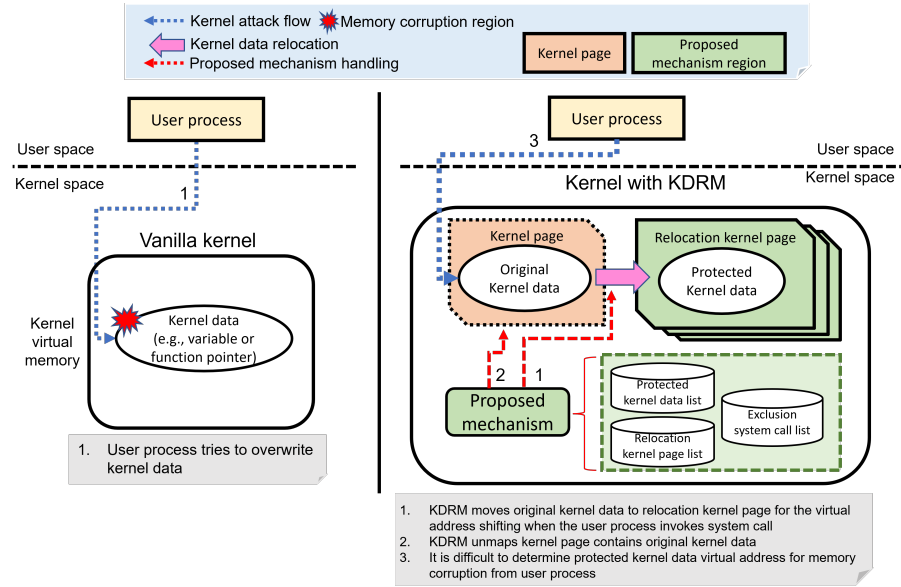 Kernel attack flow
Memory corruption region
Kernel data relocation
Proposed mechanism handling
Kernel page
Proposed
mechanism region
User process
User space
Kernel space
1
Vanilla kernel
Kernel
virtual
memory
Kernel data
(e.g., variable or
function pointer)
1. User process tries to overwrite
kernel data
User process
3
User space
Kernel space
Kernel with KDRM
Kernel page
Original
Kernel data
Relocation kernel page
Protected
Kernel data
2
1
Proposed
mechanism
Protected
kernel data list
Relocation
kernel page list
Exclusion
system call list
1. KDRM moves original kernel data to relocation kernel page for the virtual
address shifting when the user process invokes system call
2. KDRM unmaps kernel page contains original kernel data
3. It is difficult to determine protected kernel data virtual address for memory
corruption from user process